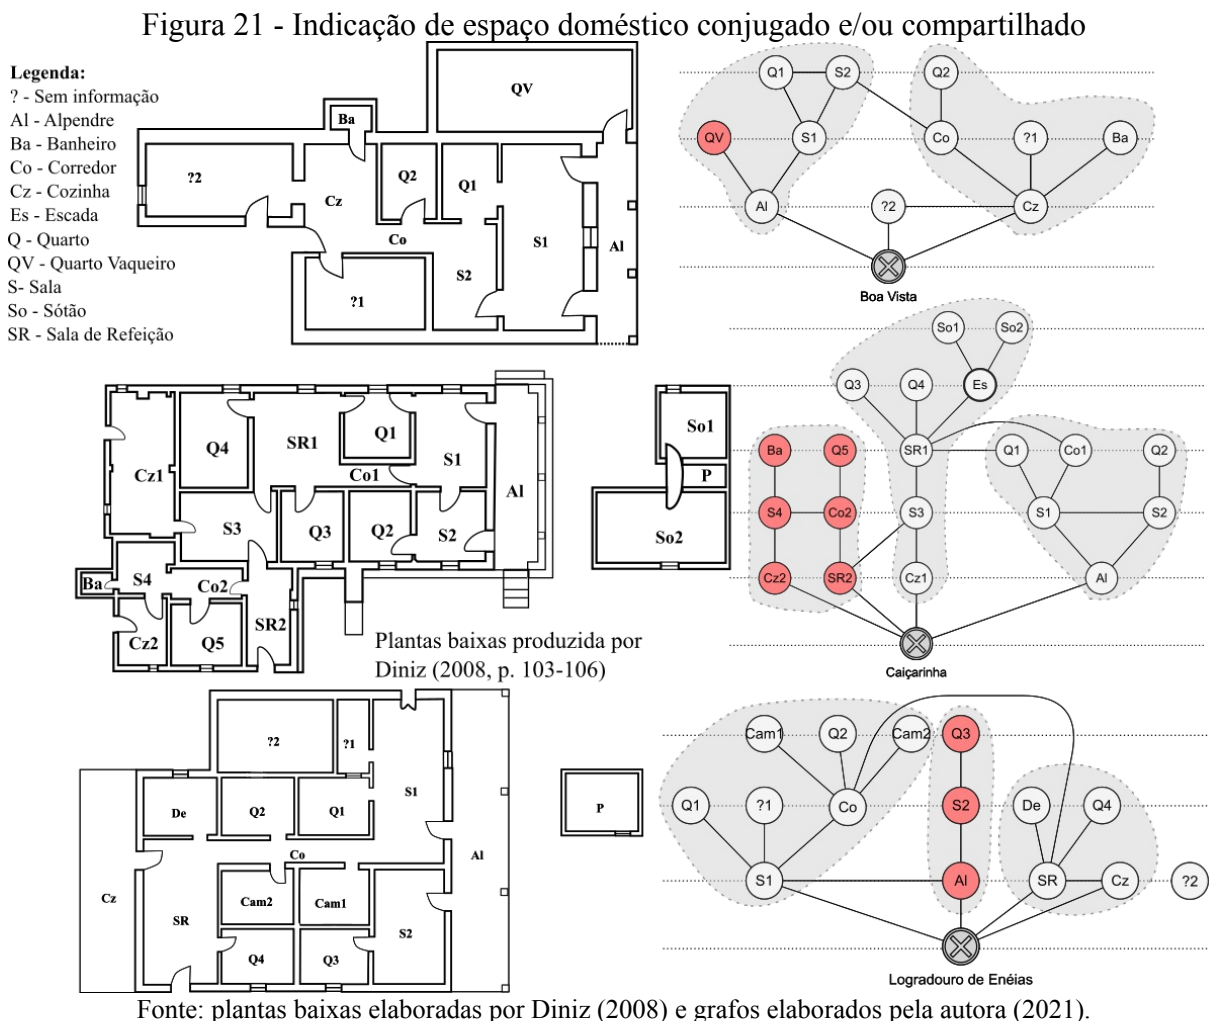 Figura 21 - Indicação de espaço doméstico conjugado e/ou compartilhado
Legenda:
? - Sem informação
Al - Alpendre
Ba - Banheiro
Co - Corredor
Cz - Cozinha
Es - Escada
Q - Quarto
QV - Quarto Vaqueiro
S- Sala
So - Sótão
SR - Sala de Refeição
QV
Ba
?2
Cz
Q2
Q1
Co
S1
Al
S2
?1
Q1
S2
Q2
QV
S1
Co
?1
Ba
Al
?2
Cz
Boa Vista
Q4
SR1
Q1
S1
Cz1
Co1
Al
S3
Q3
Q2
S2
S4
Ba
Co2
SR2
Cz2
Q5
So1
P
So2
Plantas baixas produzida por
Diniz (2008, p. 103-106)
So1
So2
Q3
Q4
Es
Ba
Q5
SR1
Q1
Co1
Q2
S4
Co2
S3
S1
S2
Cz2
SR2
Cz1
Al
Caiçarinha
?2
?1
S1
De
Q2
Q1
Co
Al
Cz
Cam2
Cam1
SR
S2
Q4
Q3
P
Cam1
Q2
Cam2
Q3
Q1
?1
Co
S2
De
Q4
S1
Al
SR
Cz
?2
Logradouro de Enéias
Fonte: plantas baixas elaboradas por Diniz (2008) e grafos elaborados pela autora (2021).